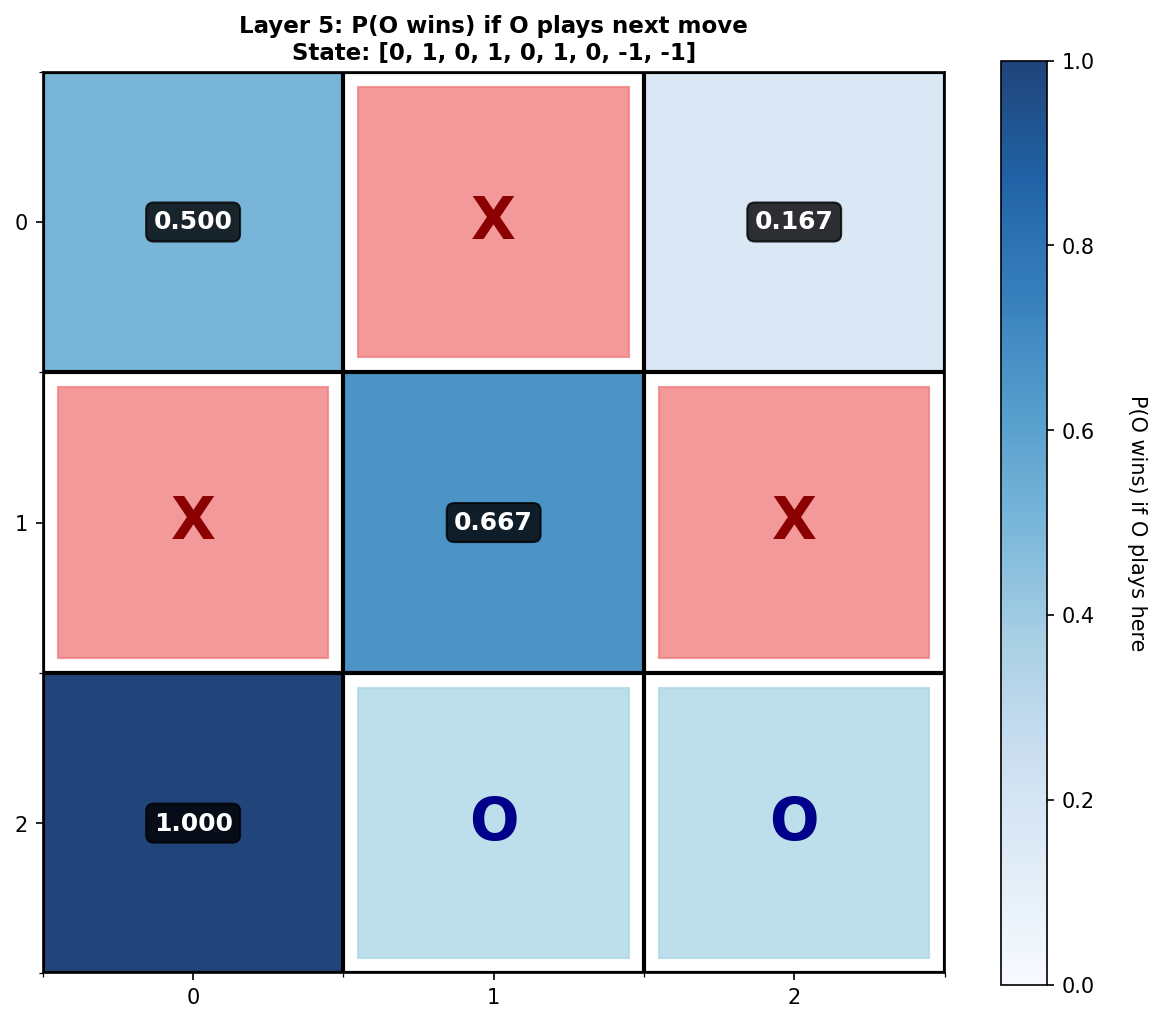 Layer 5: P(O wins) if O plays next move
State: [0, 1, 0, 1, 0, 1, 0, -1, -1]
0.500 X 0.167
X 0.667 X
1.000 O O
0
1
2
0 1 2
1.0
0.8
0.6
0.4
0.2
0.0
P(O wins) if O plays here